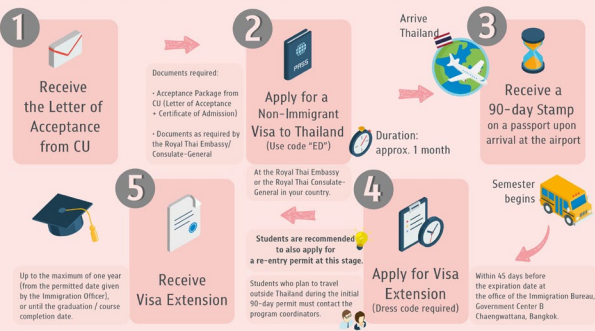 1
Receive
the Letter of
Acceptance
from CU
Documents required:
• Acceptance Package from
CU (Letter of Acceptance
+ Certificate of Admission)
• Documents as required by
the Royal Thai Embassy/
Consulate-General
2
PASS
Apply for a
Non-Immigrant
Visa to Thailand
(Use code "ED")
At the Royal Thai Embassy
or the Royal Thai Consulate-
General in your country.
Duration:
approx. 1 month
Arrive
Thailand
3
Receive a
90-day Stamp
on a passport upon
arrival at the airport
Semester
begins
Within 45 days before
the expiration date at
the office of the Immigration Bureau,
Government Center B
Chaengwattana, Bangkok.
4
Apply for Visa
Extension
(Dress code required)
Students are recommended
to also apply for
a re-entry permit at this stage.
Students who plan to travel
outside Thailand during the initial
90-day permit must contact the
program coordinators.
5
Receive
Visa Extension
Up to the maximum of one year
(from the permitted date given
by the Immigration Officer),
or until the graduation / course
completion date.